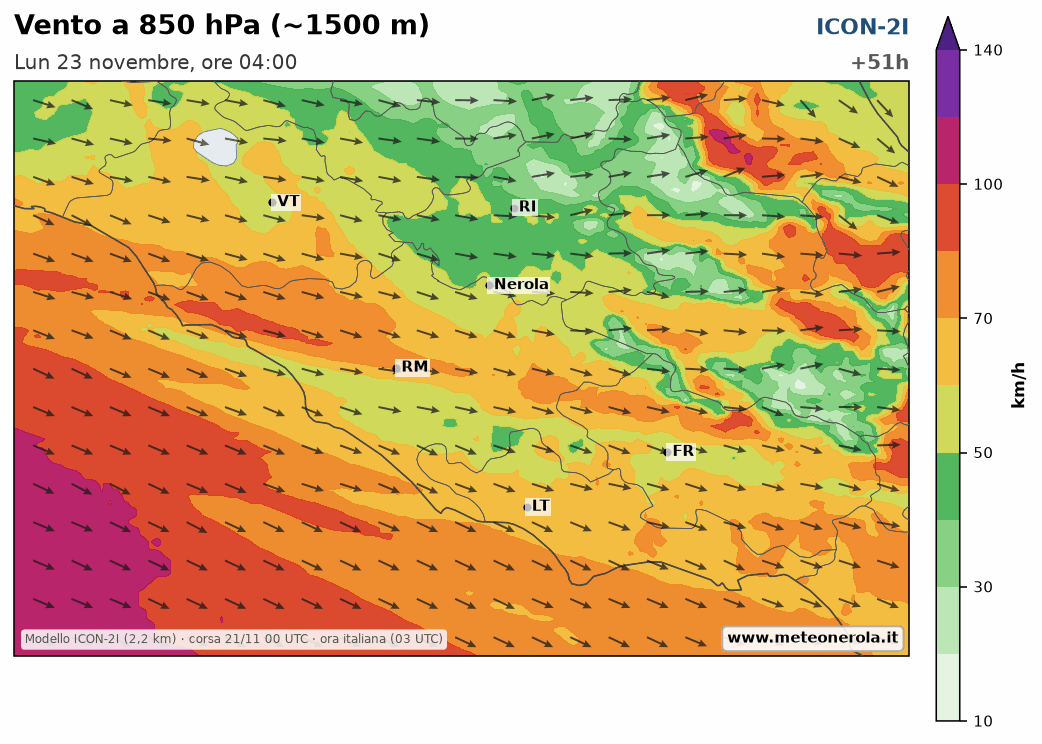 Vento a 850 hPa (~1500 m)
ICON-2I
Lun 23 novembre, ore 04:00
+51h
140
100
70
50
30
10
km/h
VT
RI
Nerola
RM
FR
LT
Modello ICON-2I (2,2 km) · corsa 21/11 00 UTC · ora italiana (03 UTC)
www.meteonerola.it